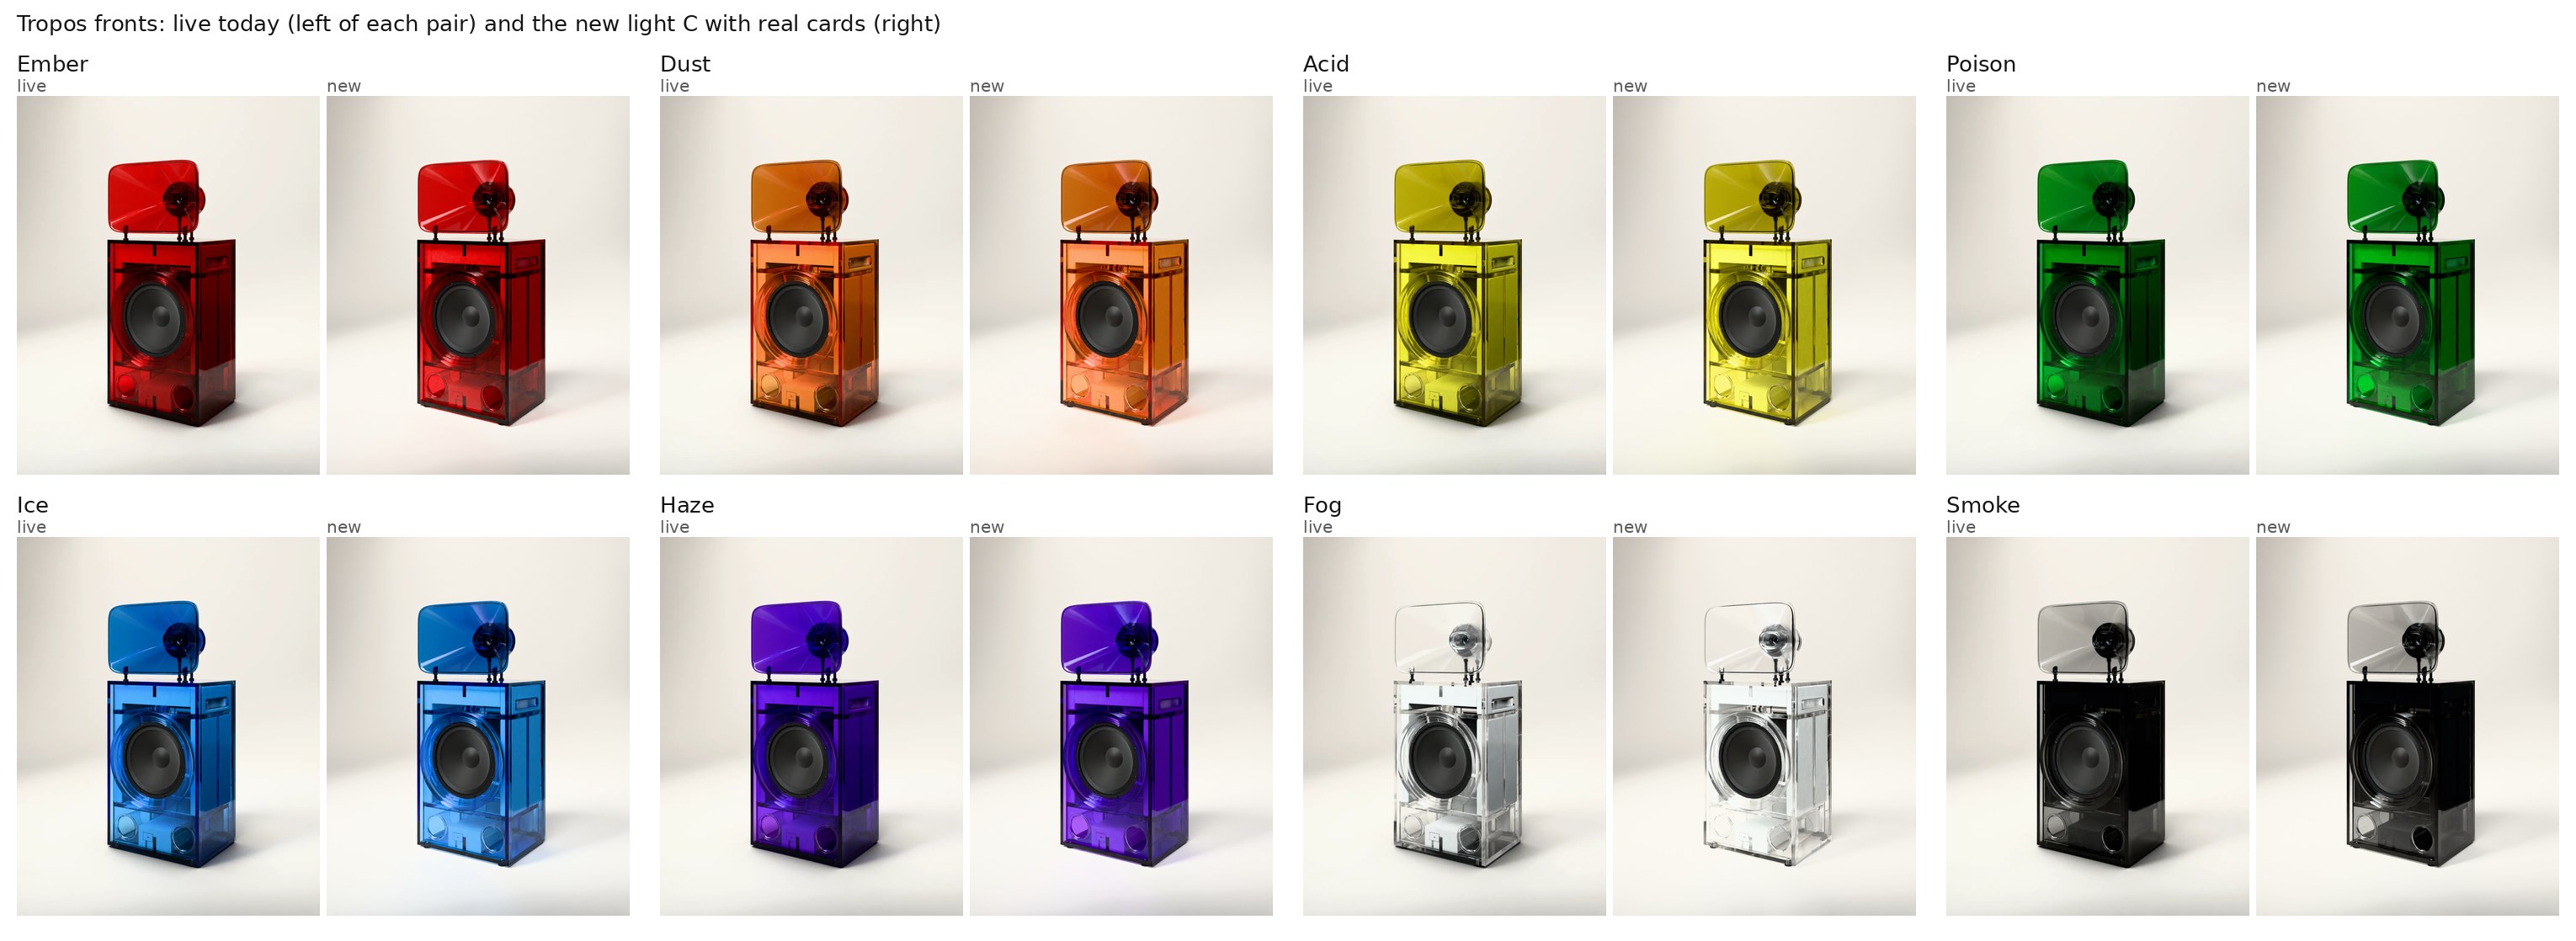 Tropos fronts: live today (left of each pair) and the new light C with real cards (right)
Ember
live new
Dust
live new
Acid
live new
Poison
live new
Ice
live new
Haze
live new
Fog
live new
Smoke
live new